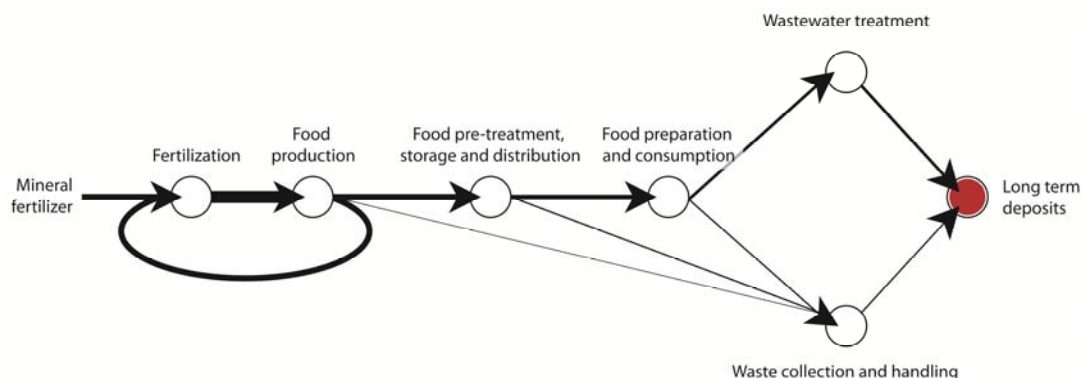 Wastewater treatment
Food
production
Food pre-treatment,
storage and distribution
Food preparation
and consumption
Fertilization
Mineral
fertilizer
Long term
deposits
Waste collection and handling